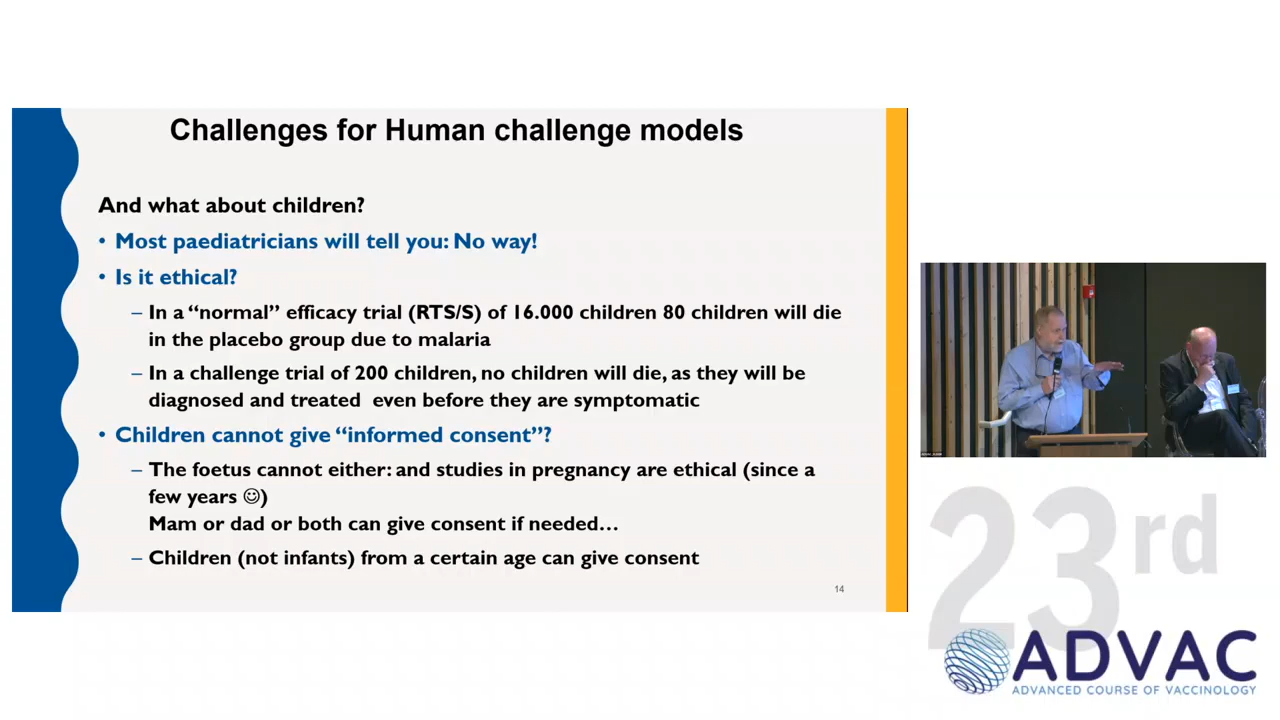 Challenges for Human challenge models
And what about children?
• Most paediatricians will tell you: No way!
• Is it ethical?
– In a “normal” efficacy trial (RTS/S) of 16.000 children 80 children will die
in the placebo group due to malaria
– In a challenge trial of 200 children, no children will die, as they will be
diagnosed and treated even before they are symptomatic
• Children cannot give “informed consent”?
– The foetus cannot either: and studies in pregnancy are ethical (since a
few years ☺)
Mam or dad or both can give consent if needed…
– Children (not infants) from a certain age can give consent
14
23rd
ADVAC
ADVANCED COURSE OF VACCINOLOGY